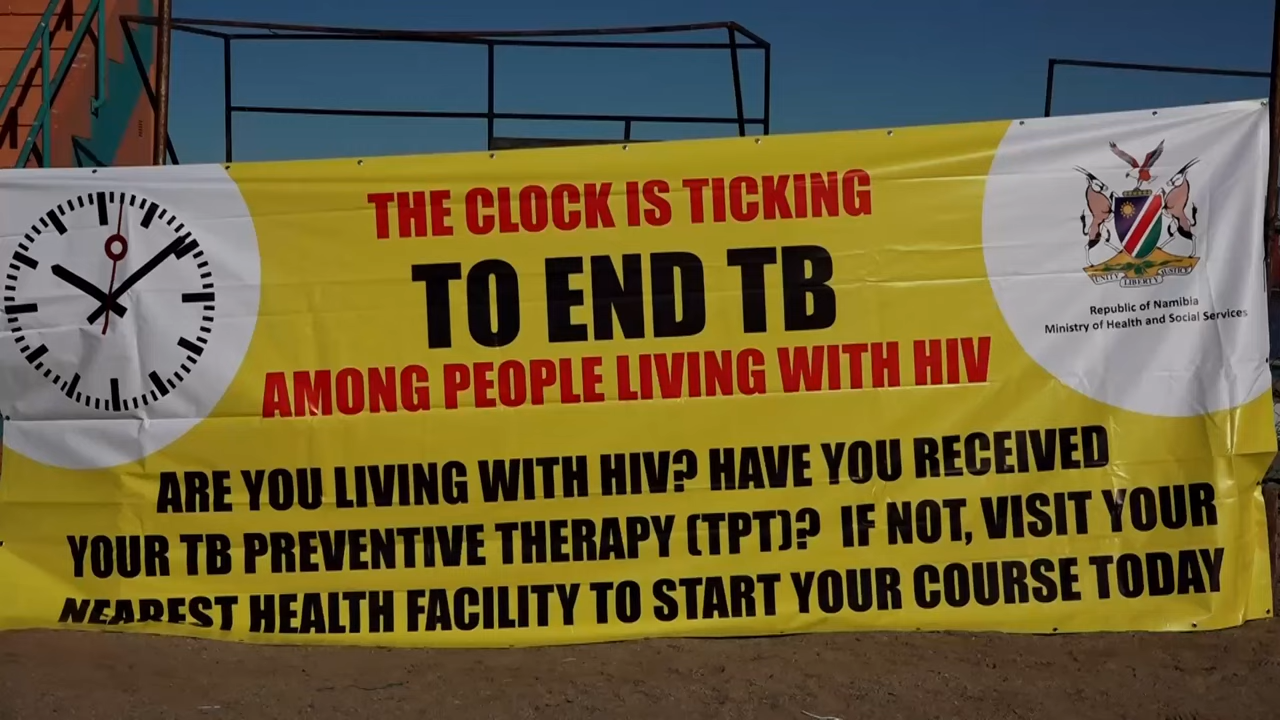 THE CLOCK IS TICKING
TO END TB
AMONG PEOPLE LIVING WITH HIV
ARE YOU LIVING WITH HIV? HAVE YOU RECEIVED
YOUR TB PREVENTIVE THERAPY (TPT)? IF NOT, VISIT YOUR
NEAREST HEALTH FACILITY TO START YOUR COURSE TODAY
UNITY LIBERTY JUSTICE
Republic of Namibia
Ministry of Health and Social Services